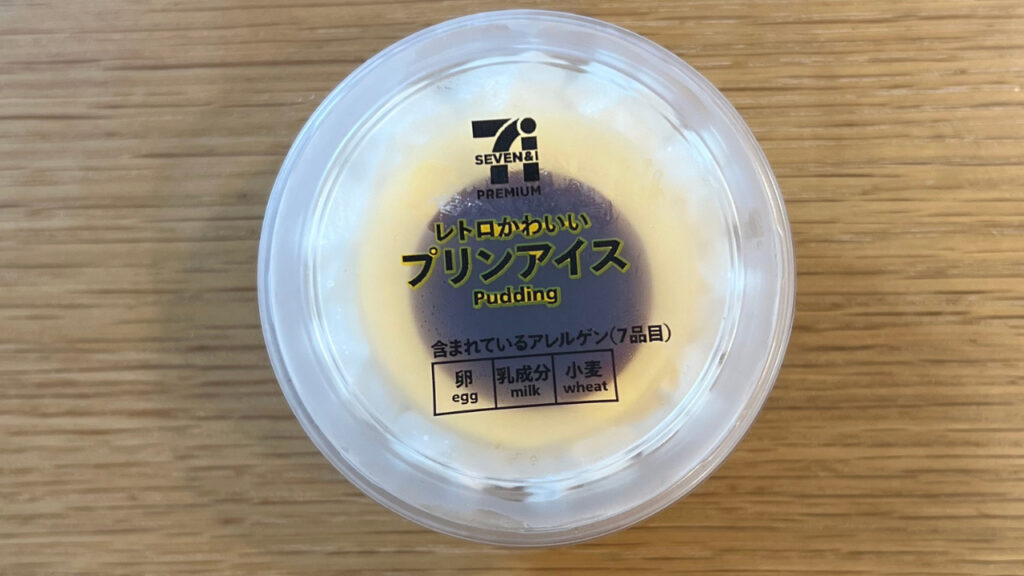 7i
SEVEN&i
PREMIUM
レトロかわいい
プリンアイス
Pudding
含まれているアレルゲン(7品目)
卵 乳成分 小麦
egg milk wheat